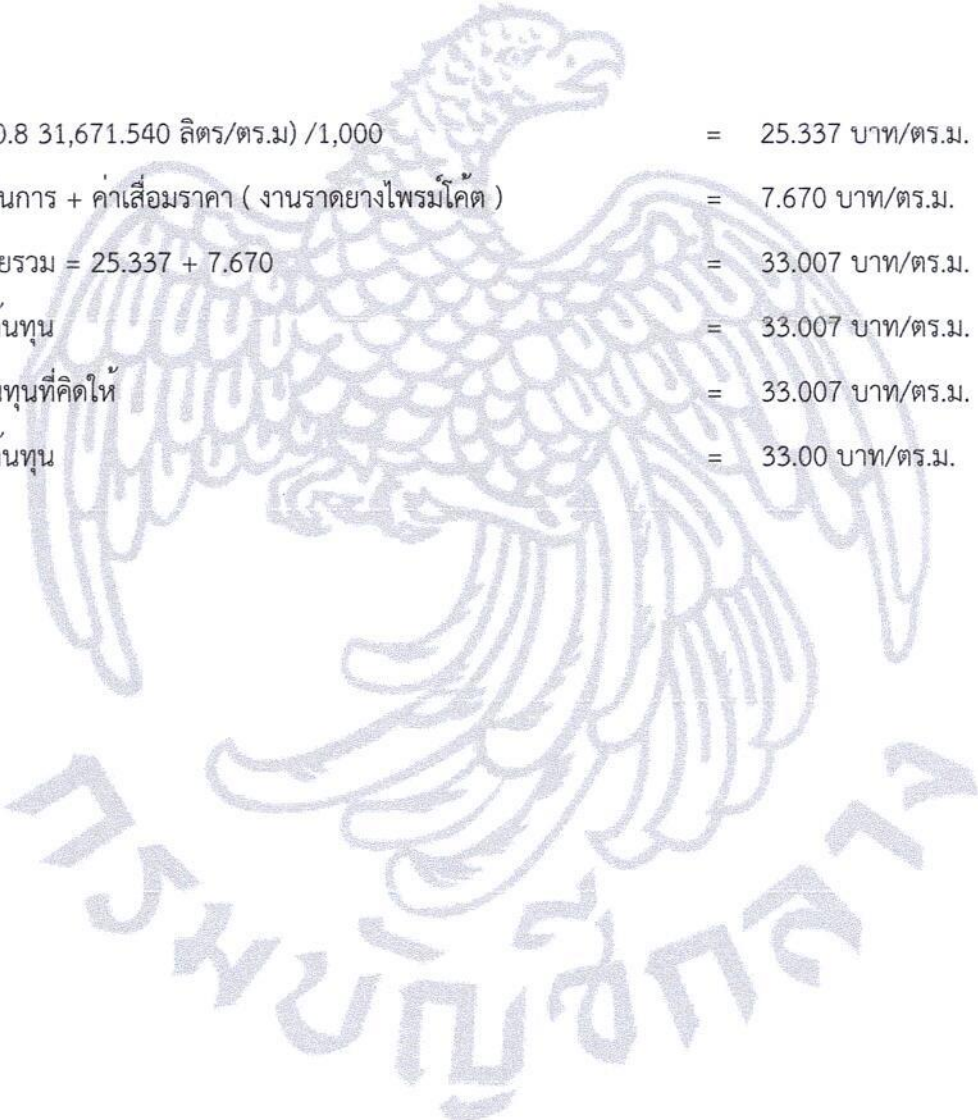 0.8 31,671.540 ลิตร/ตร.ม) /1,000 = 25.337 บาท/ตร.ม.
นการ + ค่าเสื่อมราคา ( งานราดยางไพรม์โค้ต ) = 7.670 บาท/ตร.ม.
ยรวม = 25.337 + 7.670 = 33.007 บาท/ตร.ม.
้นทุน = 33.007 บาท/ตร.ม.
นทุนที่คิดให้ = 33.007 บาท/ตร.ม.
้นทุน = 33.00 บาท/ตร.ม.
กรมบัญชีกลาง